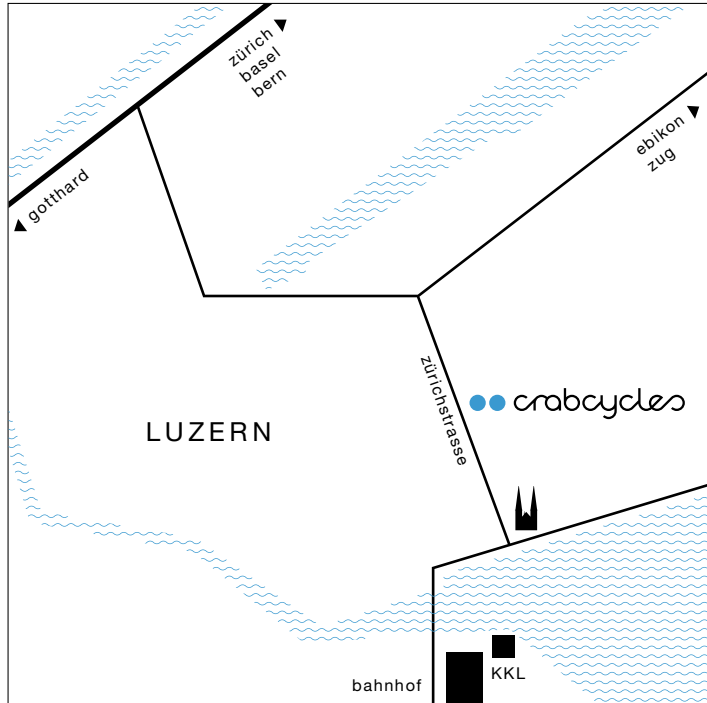 zürich
basel
bern
ebikon
zug
gotthard
zürichstrasse
crabcycles
LUZERN
KKL
bahnhof